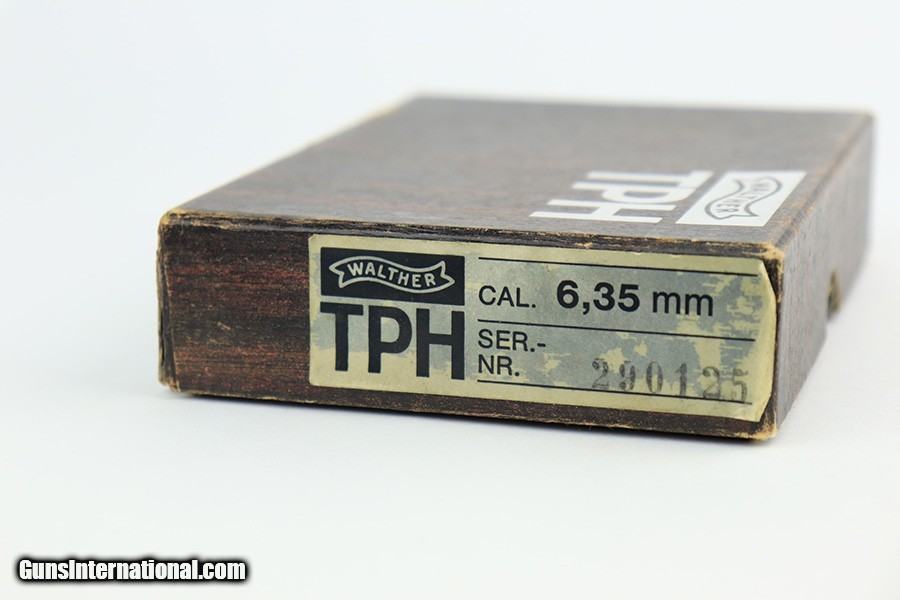 WALTHER
TPH
WALTHER
TPH
CAL. 6,35 mm
SER.-
NR. 290125
GunsInternational.com